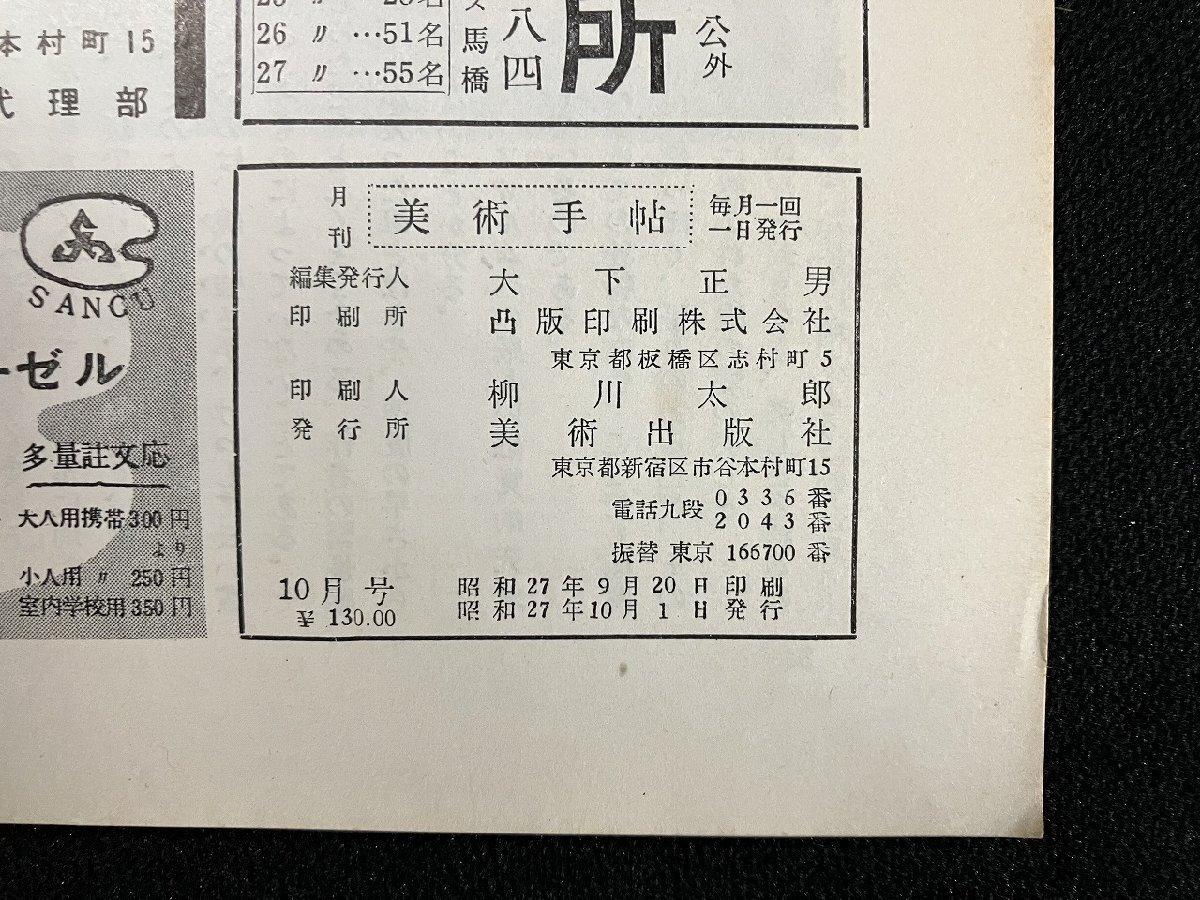 本村町15
代理部
26 〃 …51名
27 〃 …55名
馬橋
八四
所
公外
月刊
美術手帖
毎月一回
一日発行
編集発行人 大下正男
印刷所 凸版印刷株式会社
東京都板橋区志村町5
印刷人 柳川太郎
発行所 美術出版社
東京都新宿区市谷本村町15
電話九段 0336番
2043番
振替 東京 166700 番
10月号 昭和27年9月20日印刷
¥ 130.00 昭和27年10月1日発行
SANGU
ーゼル
多量註文応
大人用携帯300円
より
小人用 〃 250円
室内学校用350円